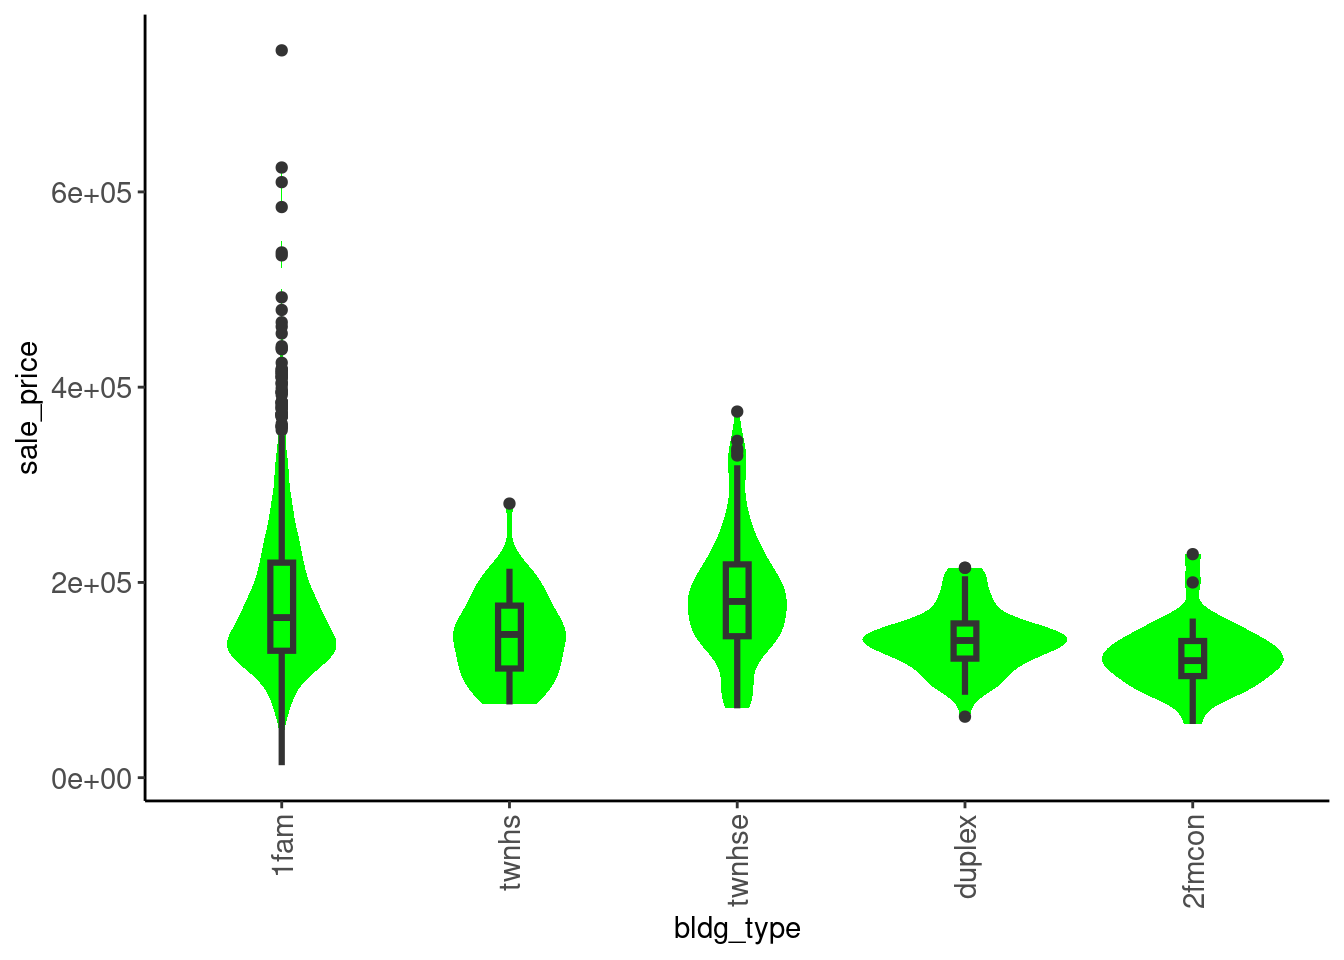 sale_price
6e+05
4e+05
2e+05
0e+00
1fam
twnhs
twnhse
duplex
2fmcon
bldg_type